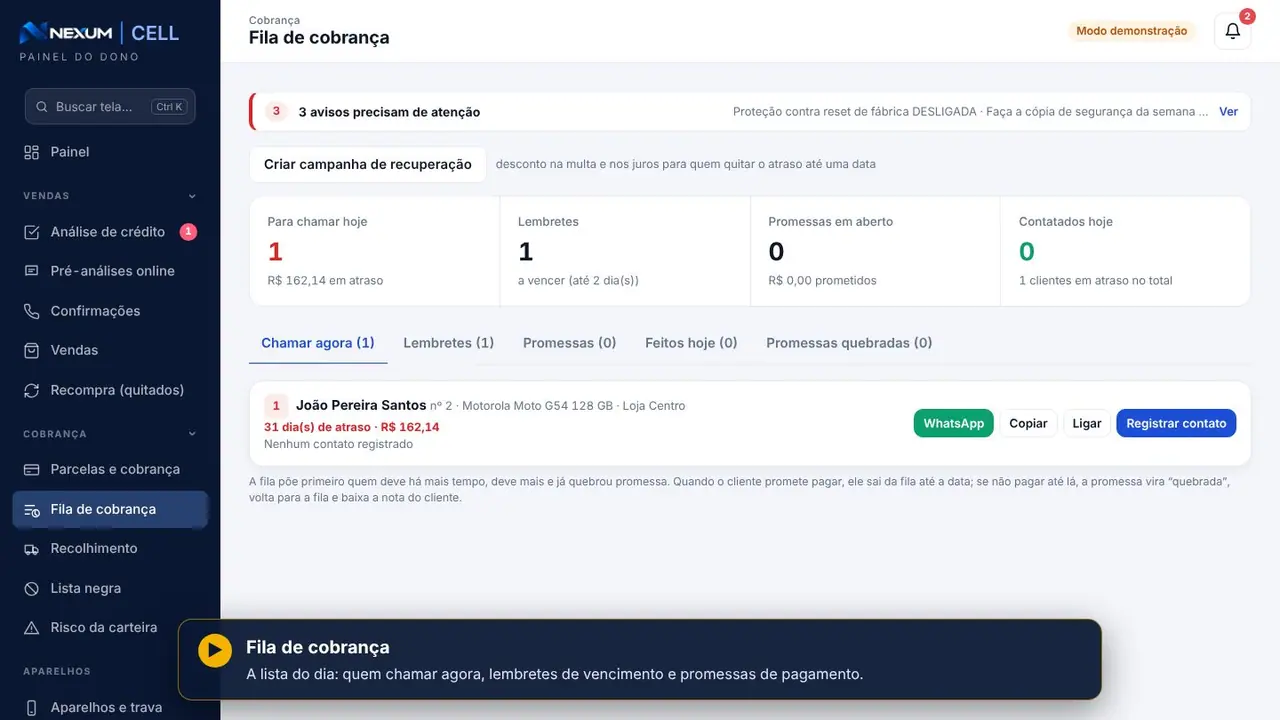 NEXUM | CELL
PAINEL DO DONO
Buscar tela... Ctrl K
Painel
VENDAS
Análise de crédito 1
Pré-análises online
Confirmações
Vendas
Recompra (quitados)
COBRANÇA
Parcelas e cobrança
Fila de cobrança
Recolhimento
Lista negra
Risco da carteira
APARELHOS
Aparelhos e trava
Cobrança
Fila de cobrança
Modo demonstração
2
3 3 avisos precisam de atenção Proteção contra reset de fábrica DESLIGADA · Faça a cópia de segurança da semana ... Ver
Criar campanha de recuperação desconto na multa e nos juros para quem quitar o atraso até uma data
Para chamar hoje
1
R$ 162,14 em atraso
Lembretes
1
a vencer (até 2 dia(s))
Promessas em aberto
0
R$ 0,00 prometidos
Contatados hoje
0
1 clientes em atraso no total
Chamar agora (1) Lembretes (1) Promessas (0) Feitos hoje (0) Promessas quebradas (0)
1 João Pereira Santos nº 2 · Motorola Moto G54 128 GB · Loja Centro
31 dia(s) de atraso · R$ 162,14
Nenhum contato registrado
WhatsApp Copiar Ligar Registrar contato
A fila põe primeiro quem deve há mais tempo, deve mais e já quebrou promessa. Quando o cliente promete pagar, ele sai da fila até a data; se não pagar até lá, a promessa vira “quebrada”,
volta para a fila e baixa a nota do cliente.
Fila de cobrança
A lista do dia: quem chamar agora, lembretes de vencimento e promessas de pagamento.